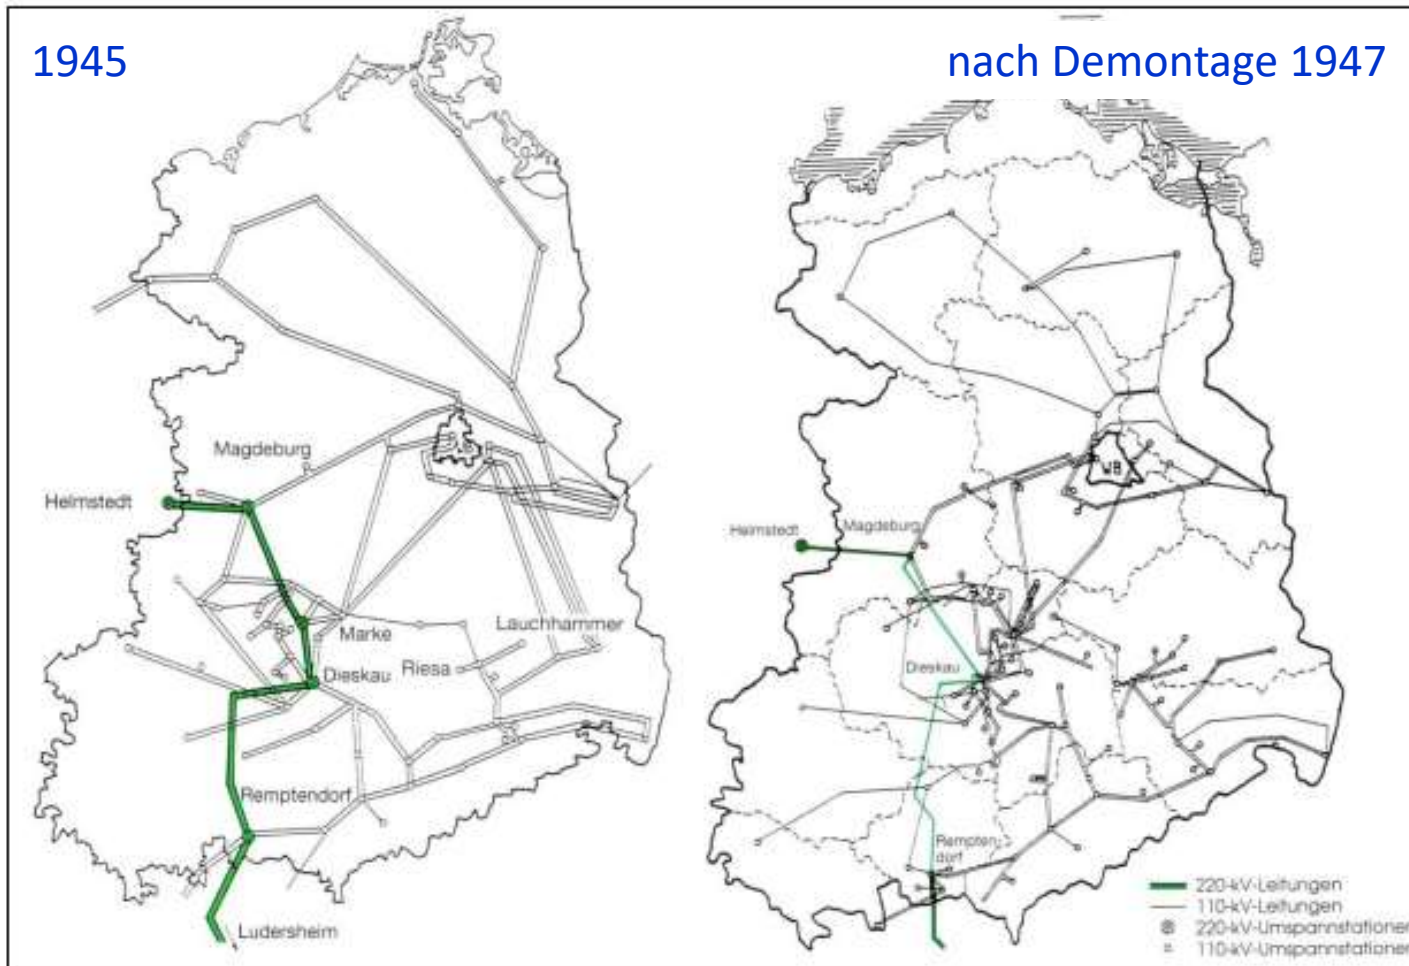 1945
nach Demontage 1947
Magdeburg
Helmstedt
Marke
Lauchhammer
Riesa
Dieskau
Remptendorf
Ludersheim
WB
Magdeburg
Helmstedt
Dieskau
Rempten
dorf
220-kV-Leitungen
110-kV-Leitungen
220-kV-Umspannstationen
110-kV-Umspannstationen